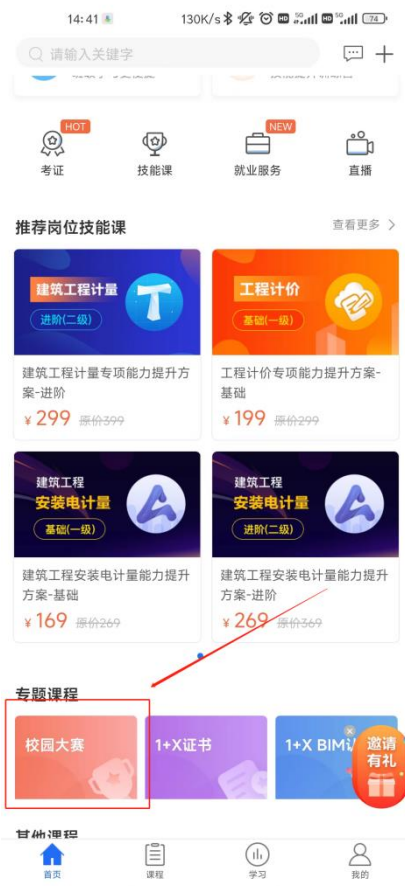 14:41
130K/s
HD
5G
HD
5G
74
请输入关键字
HOT
NEW
考证
技能课
就业服务
直播
推荐岗位技能课
查看更多 >
建筑工程计量
进阶(二级)
工程计价
基础(一级)
建筑工程计量专项能力提升方
案-进阶
¥ 299 原价399
工程计价专项能力提升方案-
基础
¥ 199 原价299
建筑工程
安装电计量
基础(一级)
建筑工程
安装电计量
进阶(二级)
建筑工程安装电计量能力提升
方案-基础
¥ 169 原价269
建筑工程安装电计量能力提升
方案-进阶
¥ 269 原价369
专题课程
校园大赛
1+X证书
1+X BIM
邀请
有礼
其他课程
首页
课程
学习
我的